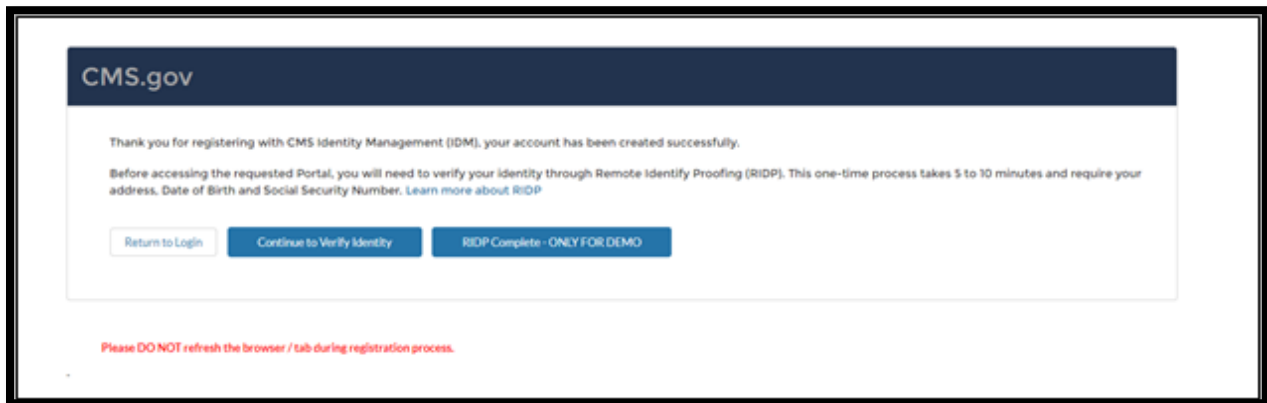 CMS.gov
Thank you for registering with CMS Identity Management (IDM), your account has been created successfully.
Before accessing the requested Portal, you will need to verify your identity through Remote Identify Proofing (RIDP). This one-time process takes 5 to 10 minutes and require your
address, Date of Birth and Social Security Number. Learn more about RIDP
Return to Login Continue to Verify Identity RIDP Complete - ONLY FOR DEMO
Please DO NOT refresh the browser / tab during registration process.